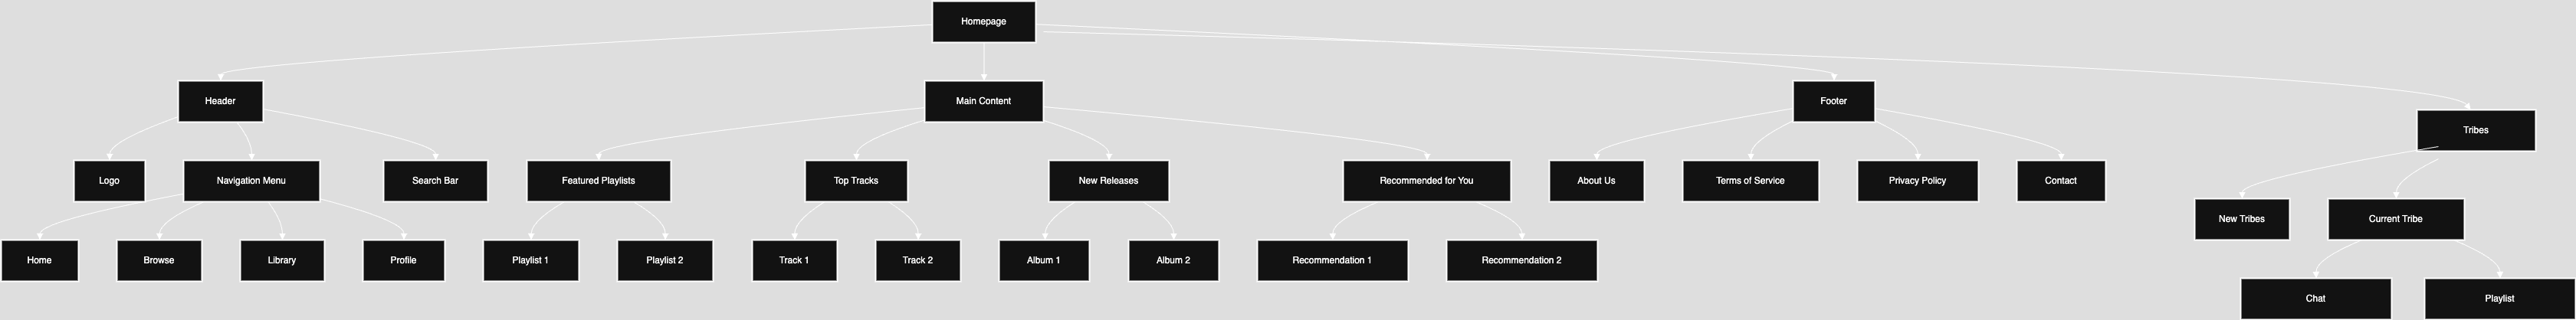 Homepage
Header
Main Content
Footer
Tribes
Logo
Navigation Menu
Search Bar
Featured Playlists
Top Tracks
New Releases
Recommended for You
About Us
Terms of Service
Privacy Policy
Contact
New Tribes
Current Tribe
Home
Browse
Library
Profile
Playlist 1
Playlist 2
Track 1
Track 2
Album 1
Album 2
Recommendation 1
Recommendation 2
Chat
Playlist